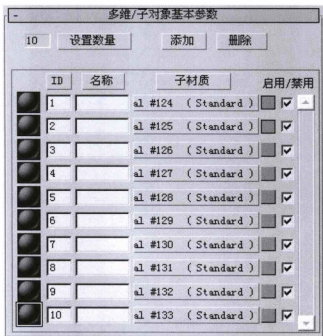 - 多维/子对象基本参数
10 设置数量 添加 删除
ID 名称 子材质 启用/禁用
1 al #124 ( Standard )
2 al #125 ( Standard )
3 al #126 ( Standard )
4 al #127 ( Standard )
5 al #128 ( Standard )
6 al #129 ( Standard )
7 al #130 ( Standard )
8 al #131 ( Standard )
9 al #132 ( Standard )
10 al #133 ( Standard )